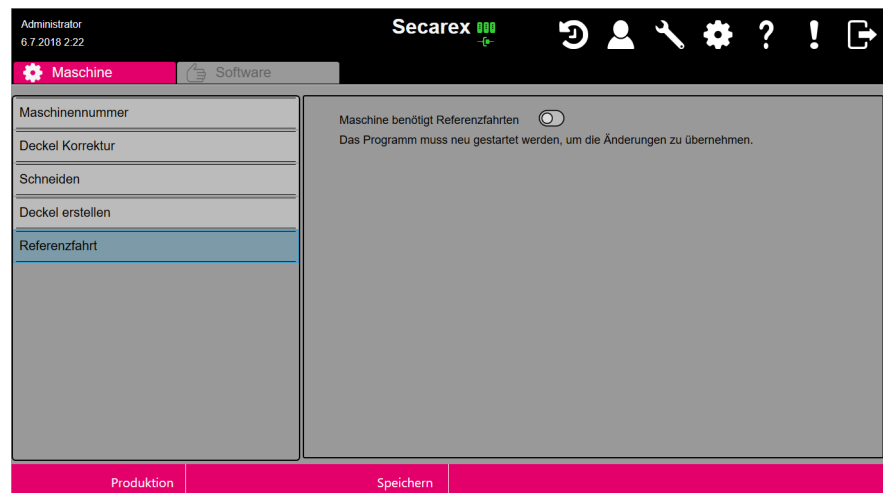 Administrator
6.7.2018 2:22
Secarex
?
!
Maschine
Software
Maschinennummer
Deckel Korrektur
Schneiden
Deckel erstellen
Referenzfahrt
Maschine benötigt Referenzfahrten
Das Programm muss neu gestartet werden, um die Änderungen zu übernehmen.
Produktion
Speichern